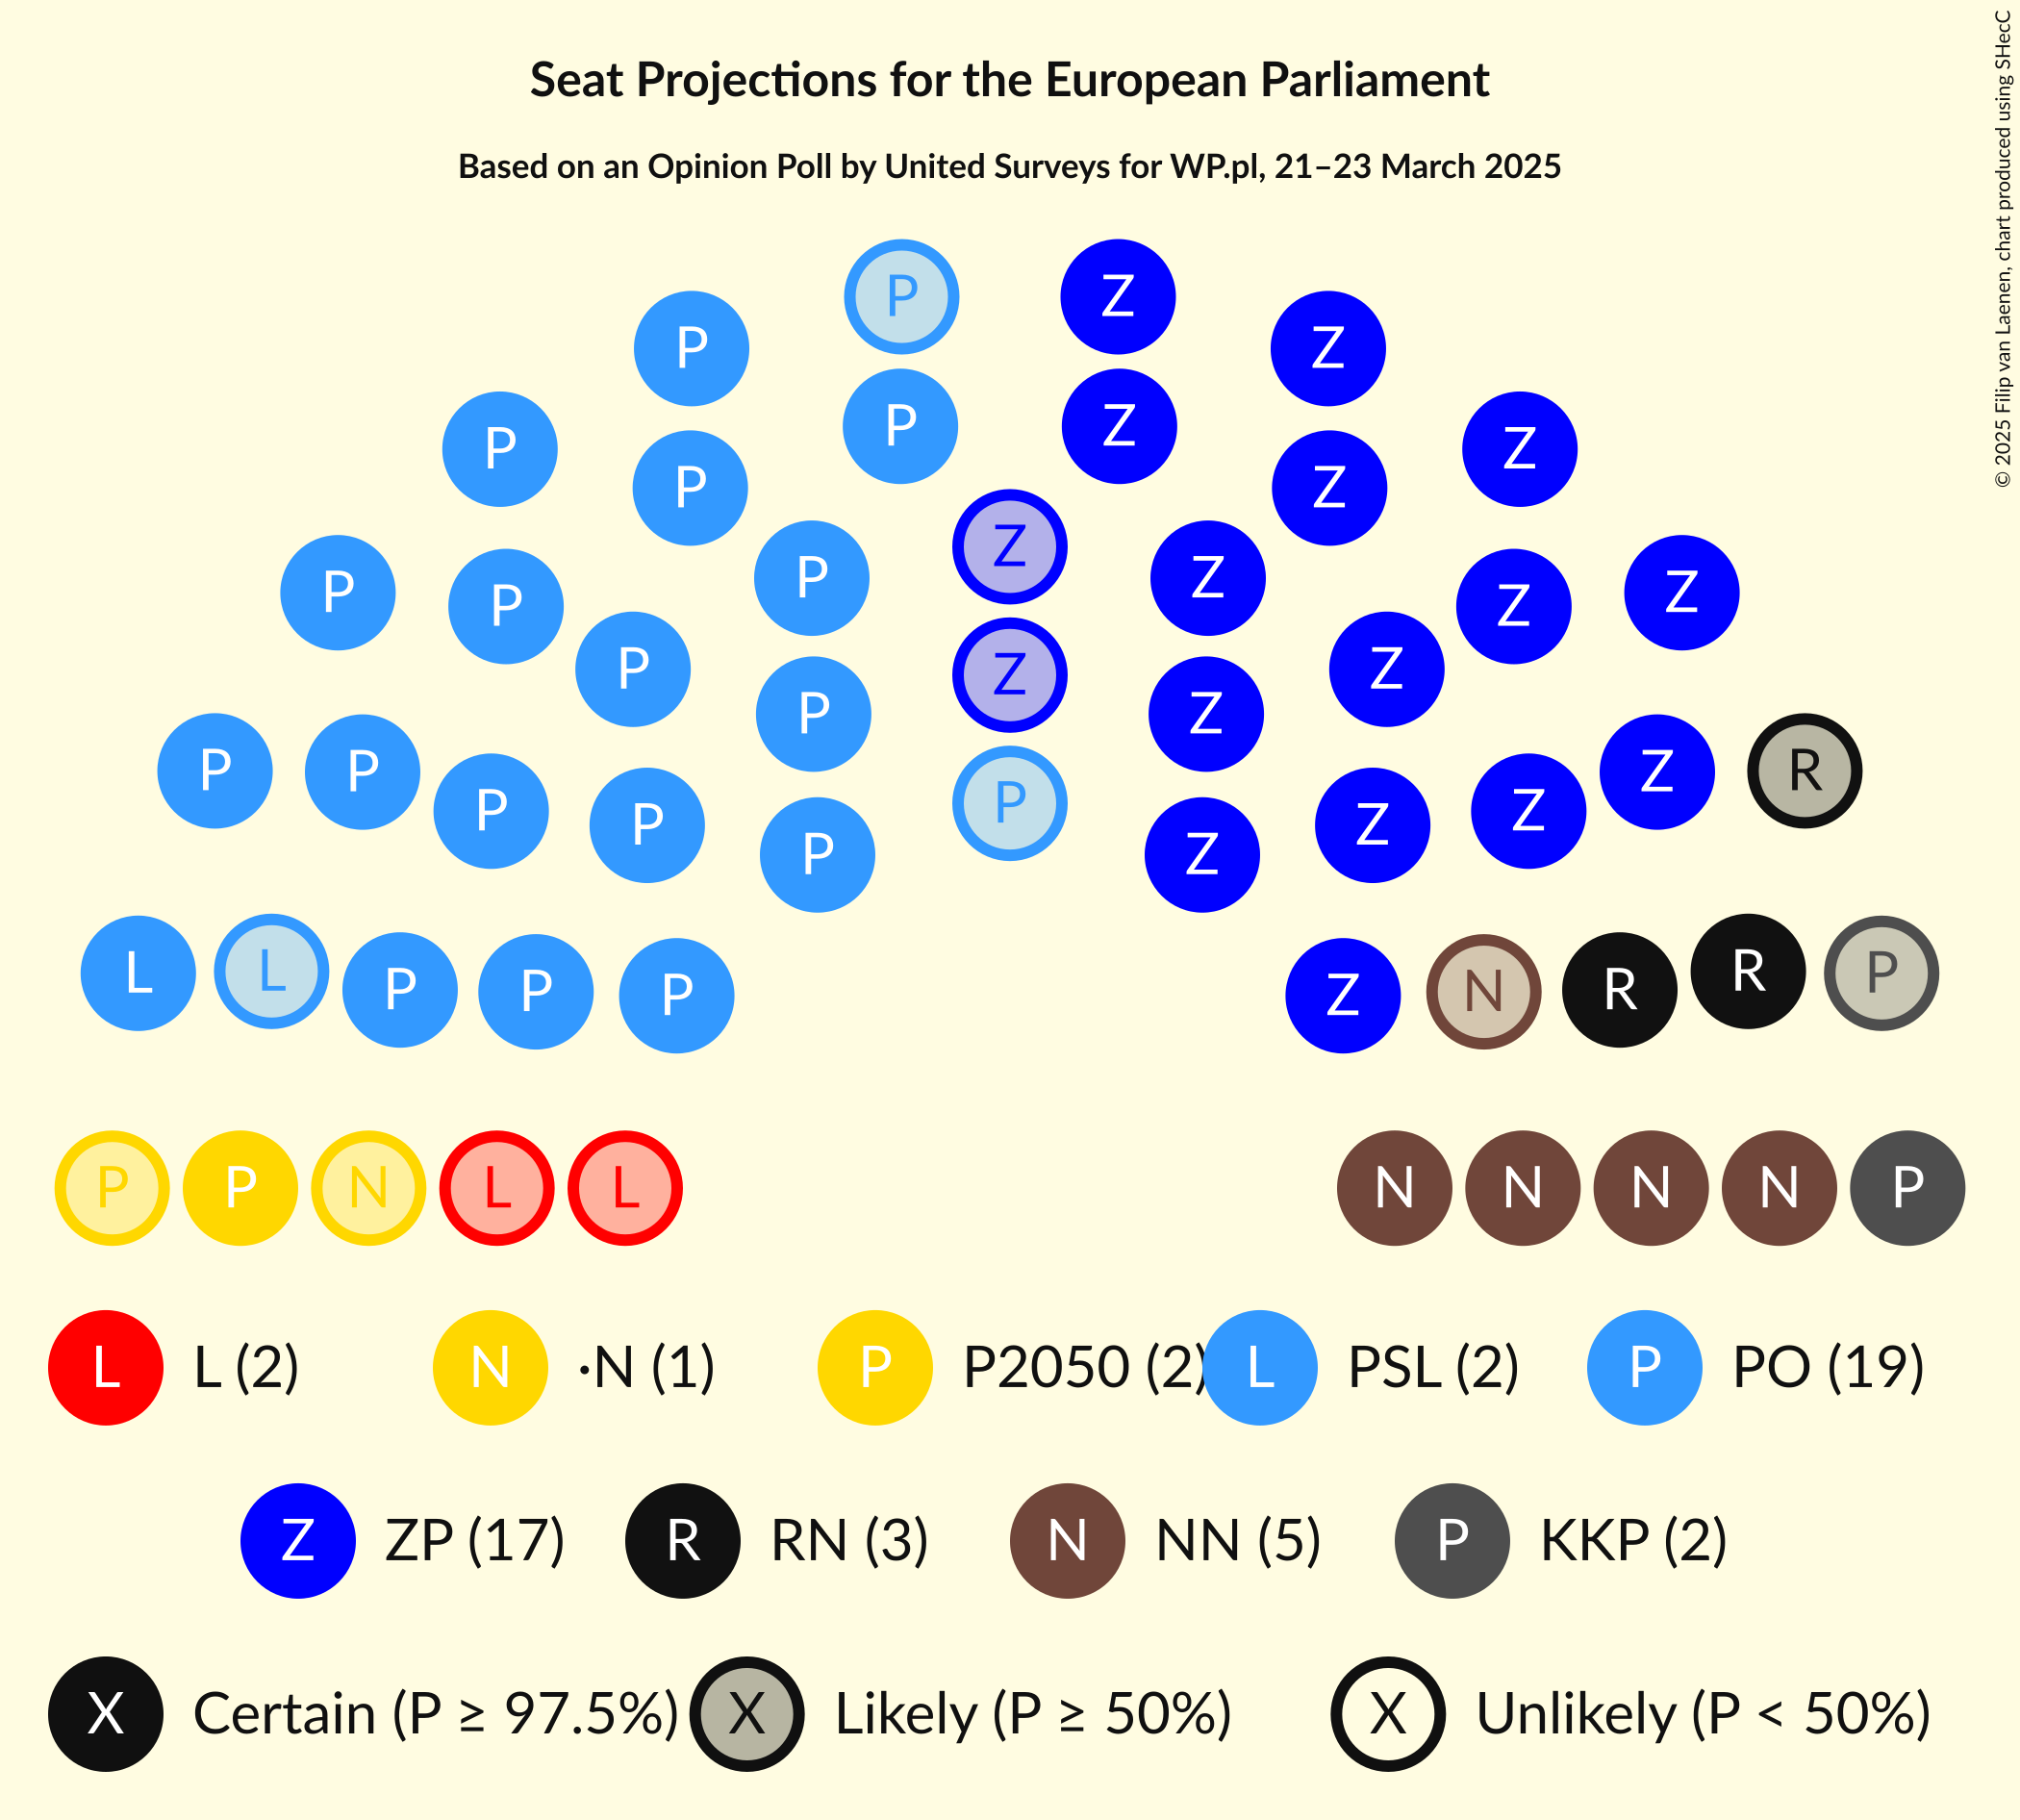 Seat Projections for the European Parliament
Based on an Opinion Poll by United Surveys for WP.pl, 21–23 March 2025
© 2025 Filip van Laenen, chart produced using SHecC
P Z
P Z
P Z
P Z
P Z
P Z
Z
P Z
P Z
P Z
P Z
Z
P Z
P P Z R
P
P Z
P Z
P Z
L L P P P Z N R R P
P P N L L N N N N P
L L (2) N ·N (1) P P2050 (2) L PSL (2) P PO (19)
Z ZP (17) R RN (3) N NN (5) P KKP (2)
X Certain (P ≥ 97.5%) X Likely (P ≥ 50%) X Unlikely (P < 50%)